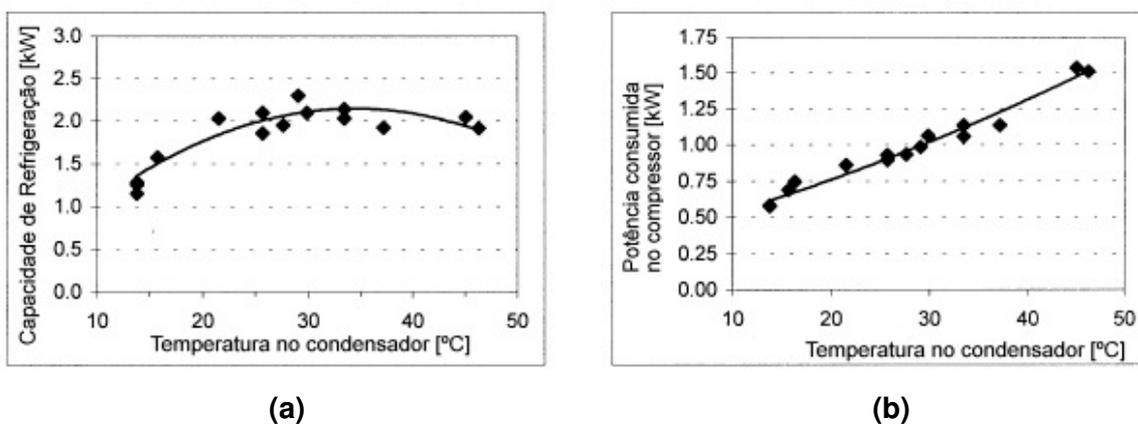 Capacidade de Refrigeração [kW]
3.0
2.5
2.0
1.5
1.0
0.5
0.0
10 20 30 40 50
Temperatura no condensador [ºC]
(a)
Potência consumida
no compressor [kW]
1.75
1.50
1.25
1.00
0.75
0.50
0.25
0.00
10 20 30 40 50
Temperatura no condensador [ºC]
(b)